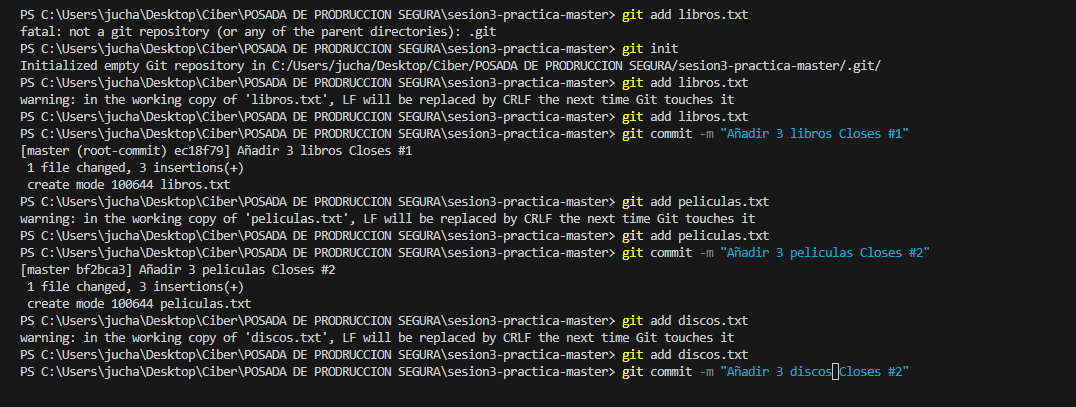 PS C:\Users\jucha\Desktop\Ciber\POSADA DE PRODRUCCION SEGURA\sesion3-practica-master> git add libros.txt
fatal: not a git repository (or any of the parent directories): .git
PS C:\Users\jucha\Desktop\Ciber\POSADA DE PRODRUCCION SEGURA\sesion3-practica-master> git init
Initialized empty Git repository in C:/Users/jucha/Desktop/Ciber/POSADA DE PRODRUCCION SEGURA/sesion3-practica-master/.git/
PS C:\Users\jucha\Desktop\Ciber\POSADA DE PRODRUCCION SEGURA\sesion3-practica-master> git add libros.txt
warning: in the working copy of 'libros.txt', LF will be replaced by CRLF the next time Git touches it
PS C:\Users\jucha\Desktop\Ciber\POSADA DE PRODRUCCION SEGURA\sesion3-practica-master> git add libros.txt
PS C:\Users\jucha\Desktop\Ciber\POSADA DE PRODRUCCION SEGURA\sesion3-practica-master> git commit -m "Añadir 3 libros Closes #1"
[master (root-commit) ec18f79] Añadir 3 libros Closes #1
 1 file changed, 3 insertions(+)
 create mode 100644 libros.txt
PS C:\Users\jucha\Desktop\Ciber\POSADA DE PRODRUCCION SEGURA\sesion3-practica-master> git add peliculas.txt
warning: in the working copy of 'peliculas.txt', LF will be replaced by CRLF the next time Git touches it
PS C:\Users\jucha\Desktop\Ciber\POSADA DE PRODRUCCION SEGURA\sesion3-practica-master> git add peliculas.txt
PS C:\Users\jucha\Desktop\Ciber\POSADA DE PRODRUCCION SEGURA\sesion3-practica-master> git commit -m "Añadir 3 peliculas Closes #2"
[master bf2bca3] Añadir 3 peliculas Closes #2
 1 file changed, 3 insertions(+)
 create mode 100644 peliculas.txt
PS C:\Users\jucha\Desktop\Ciber\POSADA DE PRODRUCCION SEGURA\sesion3-practica-master> git add discos.txt
warning: in the working copy of 'discos.txt', LF will be replaced by CRLF the next time Git touches it
PS C:\Users\jucha\Desktop\Ciber\POSADA DE PRODRUCCION SEGURA\sesion3-practica-master> git add discos.txt
PS C:\Users\jucha\Desktop\Ciber\POSADA DE PRODRUCCION SEGURA\sesion3-practica-master> git commit -m "Añadir 3 discos Closes #2"